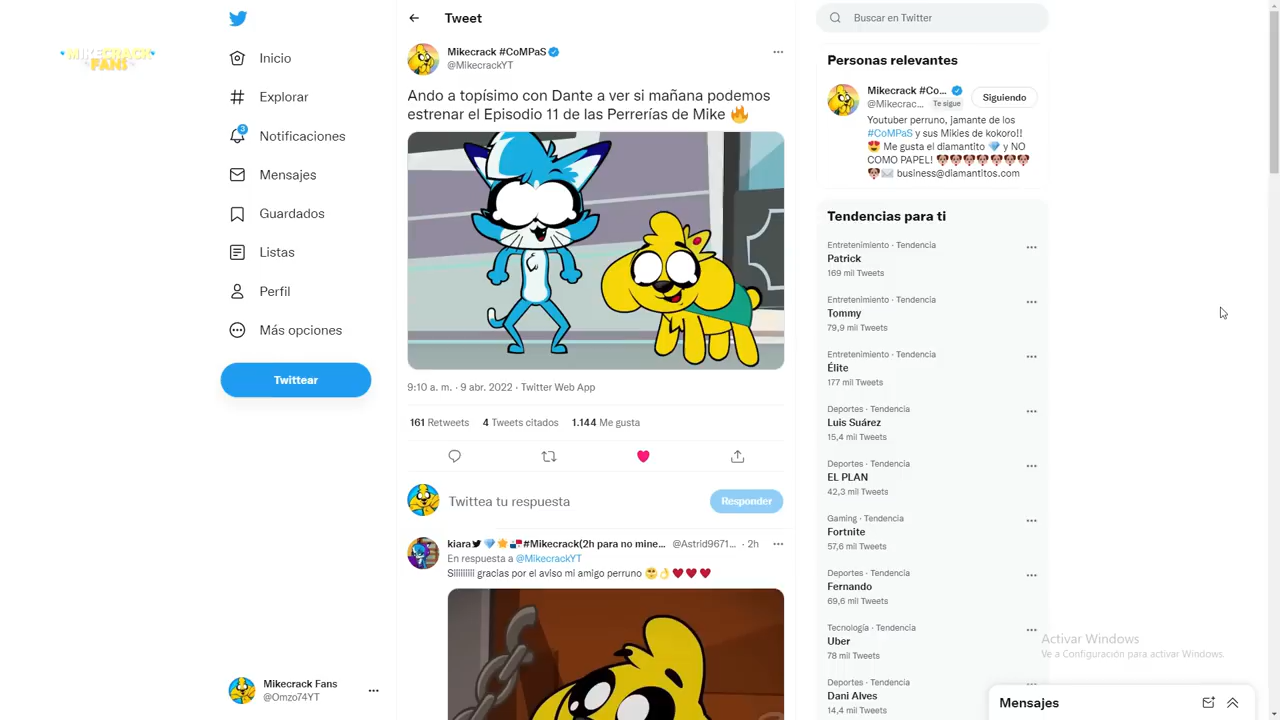 MIKECRACK
FANS
Inicio
Explorar
3
Notificaciones
Mensajes
Guardados
Listas
Perfil
Más opciones
Twittear
Mikecrack Fans
@Omzo74YT
Tweet
Mikecrack #CoMPaS
@MikecrackYT
Ando a topísimo con Dante a ver si mañana podemos
estrenar el Episodio 11 de las Perrerías de Mike 🔥
9:10 a. m. · 9 abr. 2022 · Twitter Web App
161 Retweets 4 Tweets citados 1.144 Me gusta
Twittea tu respuesta
Responder
kiara 💎⭐🇵🇦#Mikecrack(2h para no mine... @Astrid9671... · 2h
En respuesta a @MikecrackYT
Siiiiiiiii gracias por el aviso mi amigo perruno
Buscar en Twitter
Personas relevantes
Mikecrack #Co...
@Mikecrac... Te sigue
Siguiendo
Youtuber perruno, jamante de los
#CoMPaS y sus Mikies de kokoro!!
😍 Me gusta el diamantito 💎 y NO
COMO PAPEL! 🐶🐶🐶🐶🐶🐶🐶
🐶✉️ business@diamantitos.com
Tendencias para ti
Entretenimiento · Tendencia
Patrick
169 mil Tweets
Entretenimiento · Tendencia
Tommy
79,9 mil Tweets
Entretenimiento · Tendencia
Élite
177 mil Tweets
Deportes · Tendencia
Luis Suárez
15,4 mil Tweets
Deportes · Tendencia
EL PLAN
42,3 mil Tweets
Gaming · Tendencia
Fortnite
57,6 mil Tweets
Deportes · Tendencia
Fernando
69,6 mil Tweets
Tecnología · Tendencia
Uber
78 mil Tweets
Deportes · Tendencia
Dani Alves
14,4 mil Tweets
Activar Windows
Ve a Configuración para activar Windows.
Mensajes